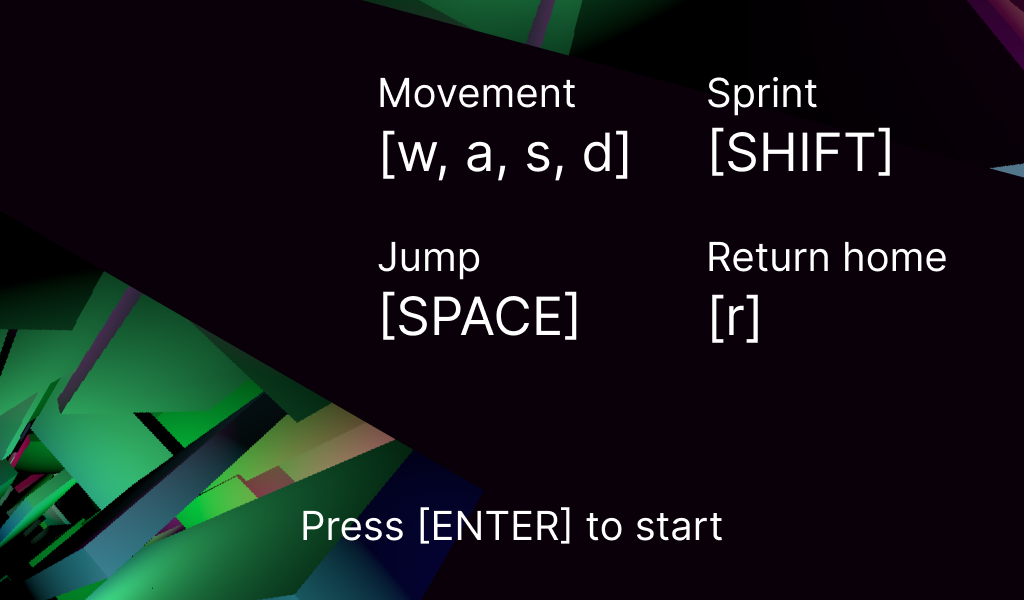 Movement
[w, a, s, d]
Sprint
[SHIFT]
Jump
[SPACE]
Return home
[r]
Press [ENTER] to start